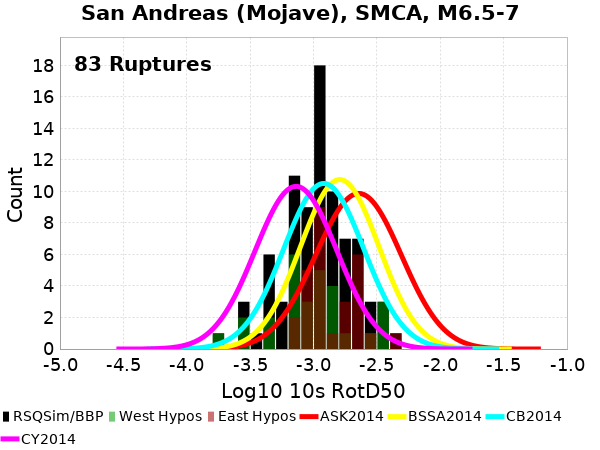 San Andreas (Mojave), SMCA, M6.5-7
83 Ruptures
Count
18
16
14
12
10
8
6
4
2
0
-5.0 -4.5 -4.0 -3.5 -3.0 -2.5 -2.0 -1.5 -1.0
Log10 10s RotD50
RSQSim/BBP West Hypos East Hypos ASK2014 BSSA2014 CB2014
CY2014